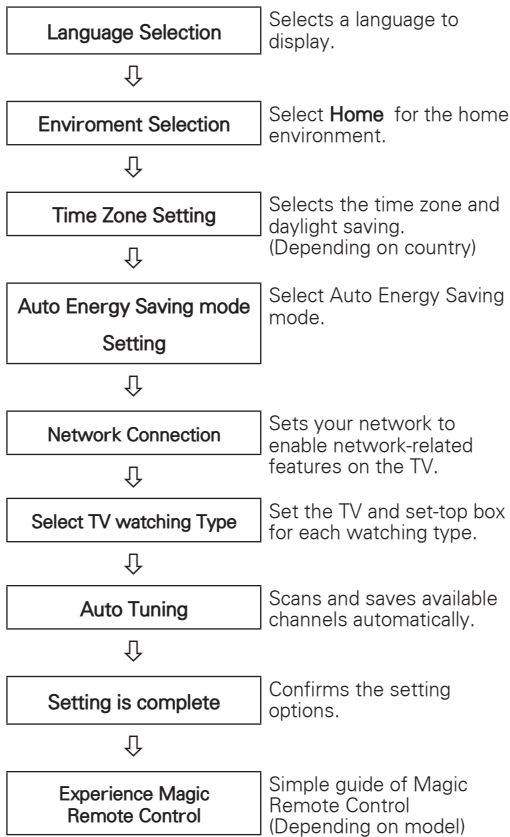 Language Selection
Selects a language to
display.
Enviroment Selection
Select Home for the home
environment.
Time Zone Setting
Selects the time zone and
daylight saving.
(Depending on country)
Auto Energy Saving mode
Setting
Select Auto Energy Saving
mode.
Network Connection
Sets your network to
enable network-related
features on the TV.
Select TV watching Type
Set the TV and set-top box
for each watching type.
Auto Tuning
Scans and saves available
channels automatically.
Setting is complete
Confirms the setting
options.
Experience Magic
Remote Control
Simple guide of Magic
Remote Control
(Depending on model)